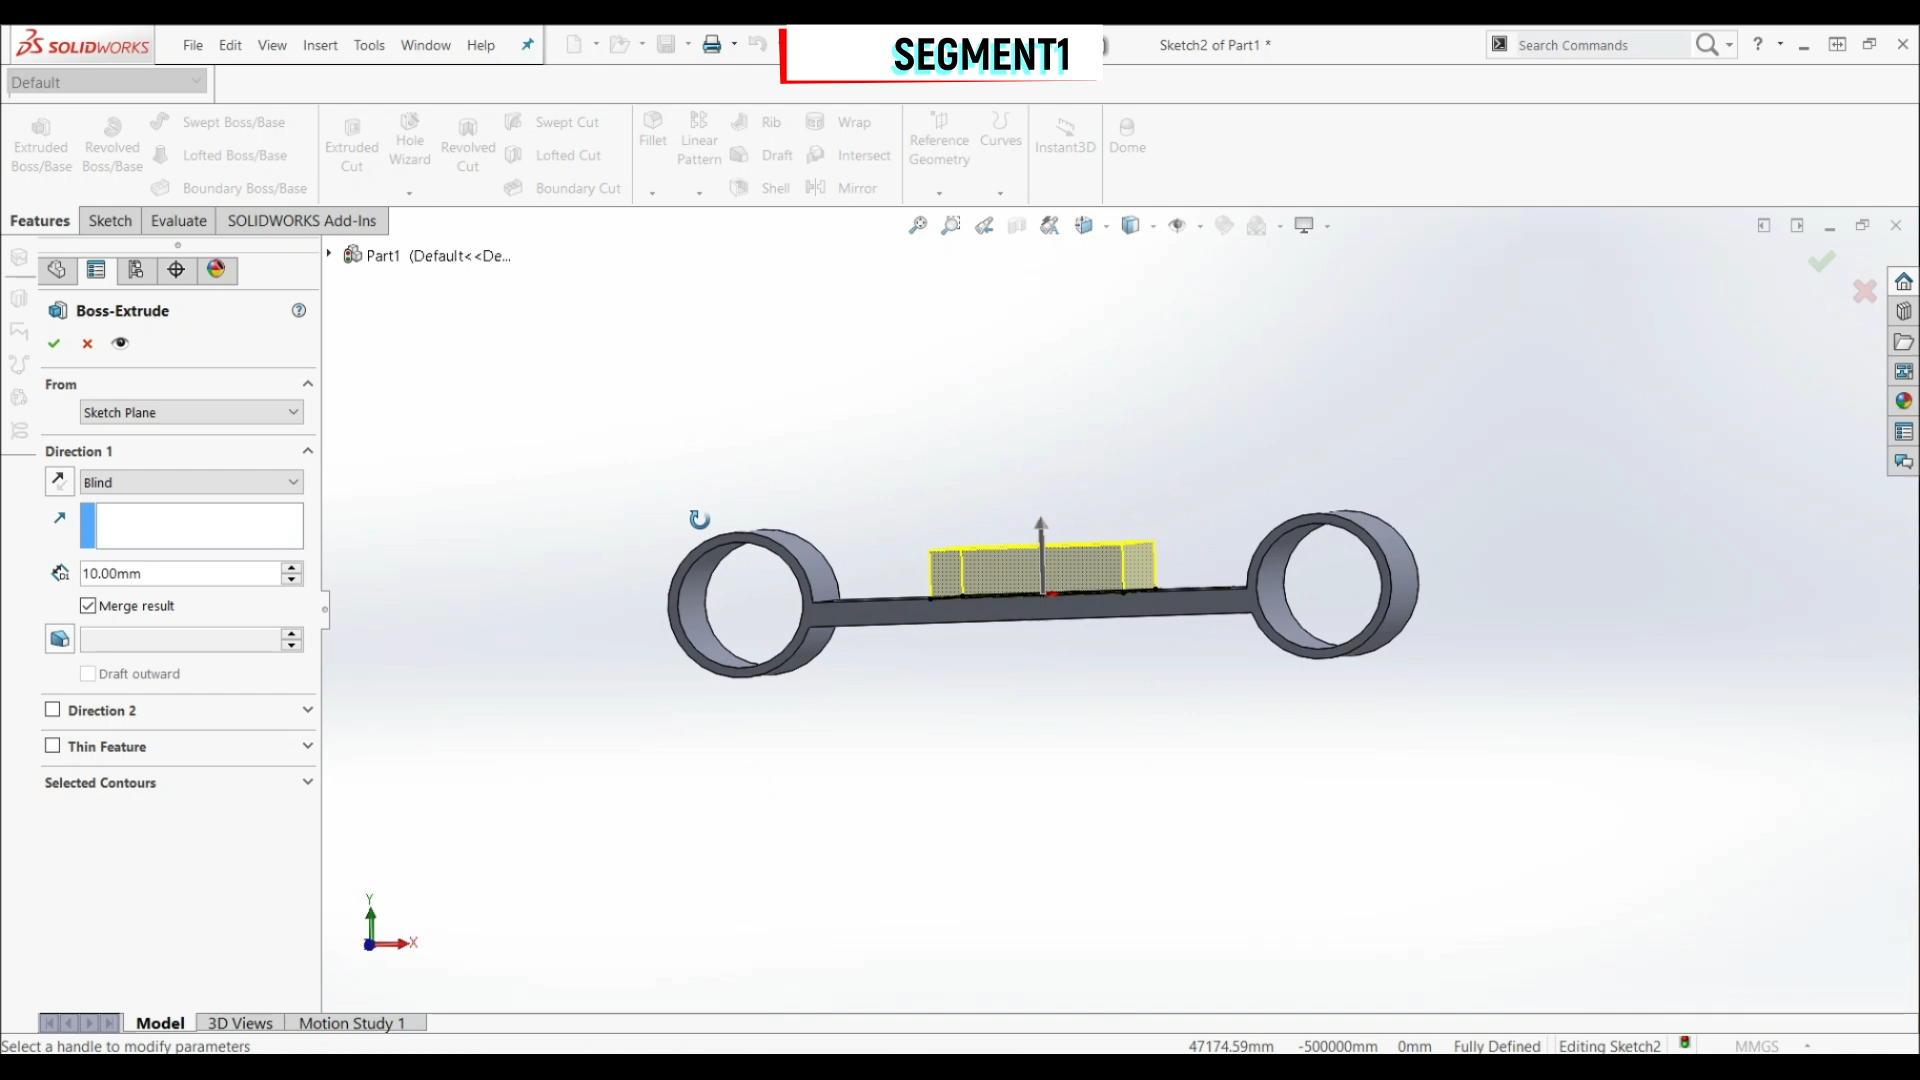 SOLIDWORKS File Edit View Insert Tools Window Help SEGMENT1 Sketch2 of Part1 * Search Commands ?
Default
Extruded Boss/Base
Revolved Boss/Base
Swept Boss/Base
Lofted Boss/Base
Boundary Boss/Base
Extruded Cut
Hole Wizard
Revolved Cut
Swept Cut
Lofted Cut
Boundary Cut
Fillet
Linear Pattern
Rib
Draft
Shell
Wrap
Intersect
Mirror
Reference Geometry
Curves
Instant3D
Dome
Features Sketch Evaluate SOLIDWORKS Add-Ins
Part1 (Default<<De...
Boss-Extrude ?
From
Sketch Plane
Direction 1
Blind
D1 10.00mm
Merge result
Draft outward
Direction 2
Thin Feature
Selected Contours
Y
X
Model 3D Views Motion Study 1
Select a handle to modify parameters 47174.59mm -500000mm 0mm Fully Defined Editing Sketch2 MMGS